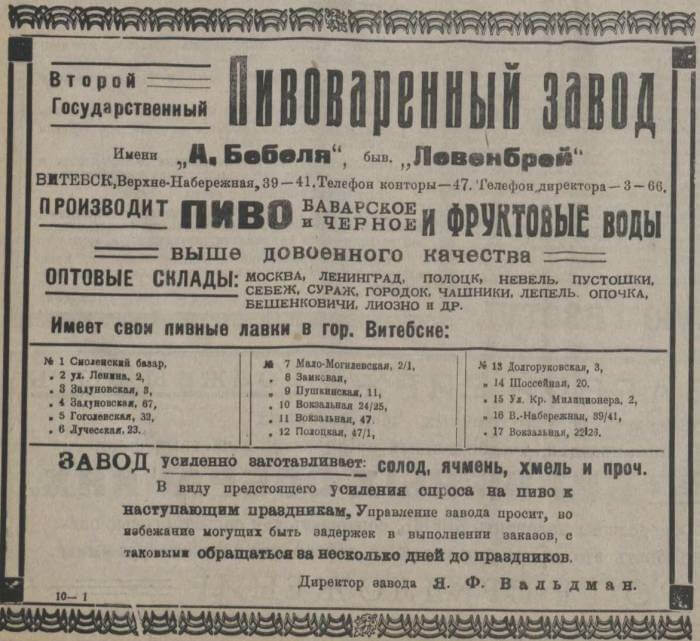 Второй
Государственный
Пивоваренный завод
Имени „А. Бебеля“, быв. „Левенбрей“
ВИТЕБСК, Верхне-Набережная, 39—41. Телефон конторы—47. Телефон директора—3—66.
ПРОИЗВОДИТ ПИВО БАВАРСКОЕ и ЧЕРНОЕ И ФРУКТОВЫЕ ВОДЫ
выше довоенного качества
ОПТОВЫЕ СКЛАДЫ: МОСКВА, ЛЕНИНГРАД, ПОЛОЦК, НЕВЕЛЬ, ПУСТОШКИ,
СЕБЕЖ, СУРАЖ, ГОРОДОК, ЧАШНИКИ, ЛЕПЕЛЬ, ОПОЧКА,
БЕШЕНКОВИЧИ, ЛИОЗНО и ДР.
Имеет свои пивные лавки в гор. Витебске:
№ 1 Смоленский базар,
„ 2 ул. Ленина, 2,
„ 3 Задуновская, 3,
„ 4 Задуновская, 67,
„ 5 Гоголевская, 32,
„ 6 Лучесская, 23.
№ 7 Мало-Могилевская, 2/1,
„ 8 Замковая,
„ 9 Пушкинская, 11,
„ 10 Вокзальная 24/25,
„ 11 Вокзальная, 47.
„ 12 Полоцкая, 47/1,
№ 13 Долгоруковская, 3,
„ 14 Шоссейная, 20.
„ 15 Ул. Кр. Милиционера, 2,
„ 16 В.-Набережная, 39/41,
„ 17 Вокзальная, 22/23.
ЗАВОД усиленно заготавливает: солод, ячмень, хмель и проч.
В виду предстоящего усиления спроса на пиво к
наступающим праздникам, Управление завода просит, во
избежание могущих быть задержек в выполнении заказов, с
таковыми обращаться за несколько дней до праздников.
Директор завода Я. Ф. Вальдман.
10—1